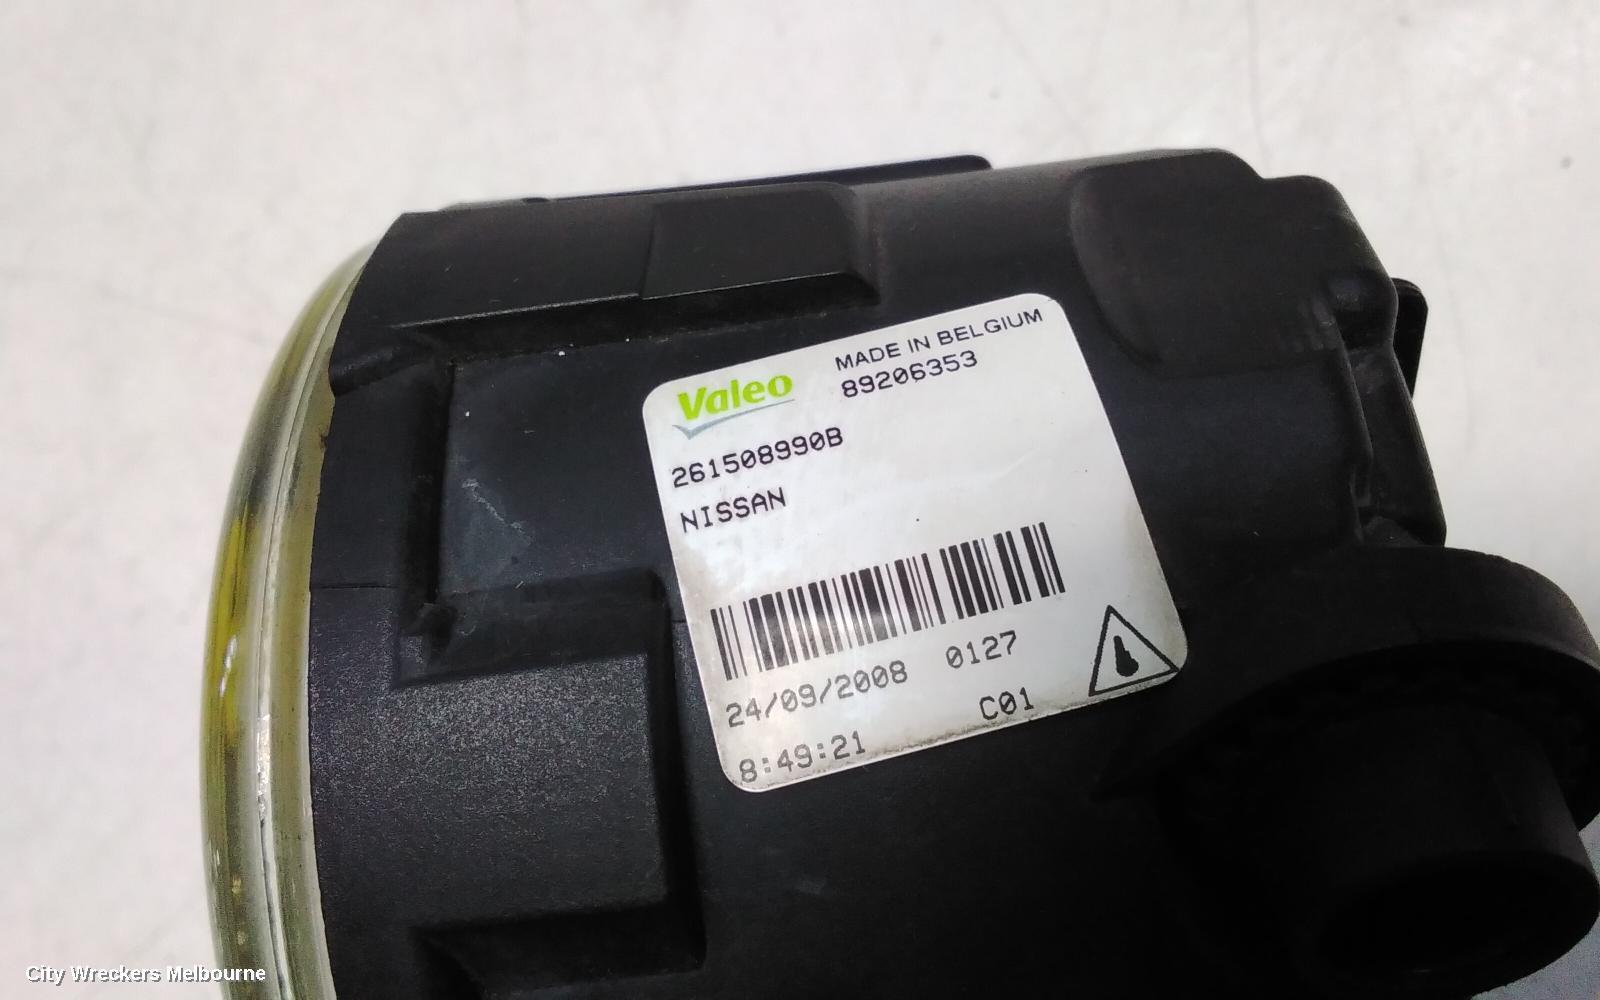 Valeo
MADE IN BELGIUM
89206353
261508990B
NISSAN
24/09/2008 0127
C01
8:49:21
City Wreckers Melbourne